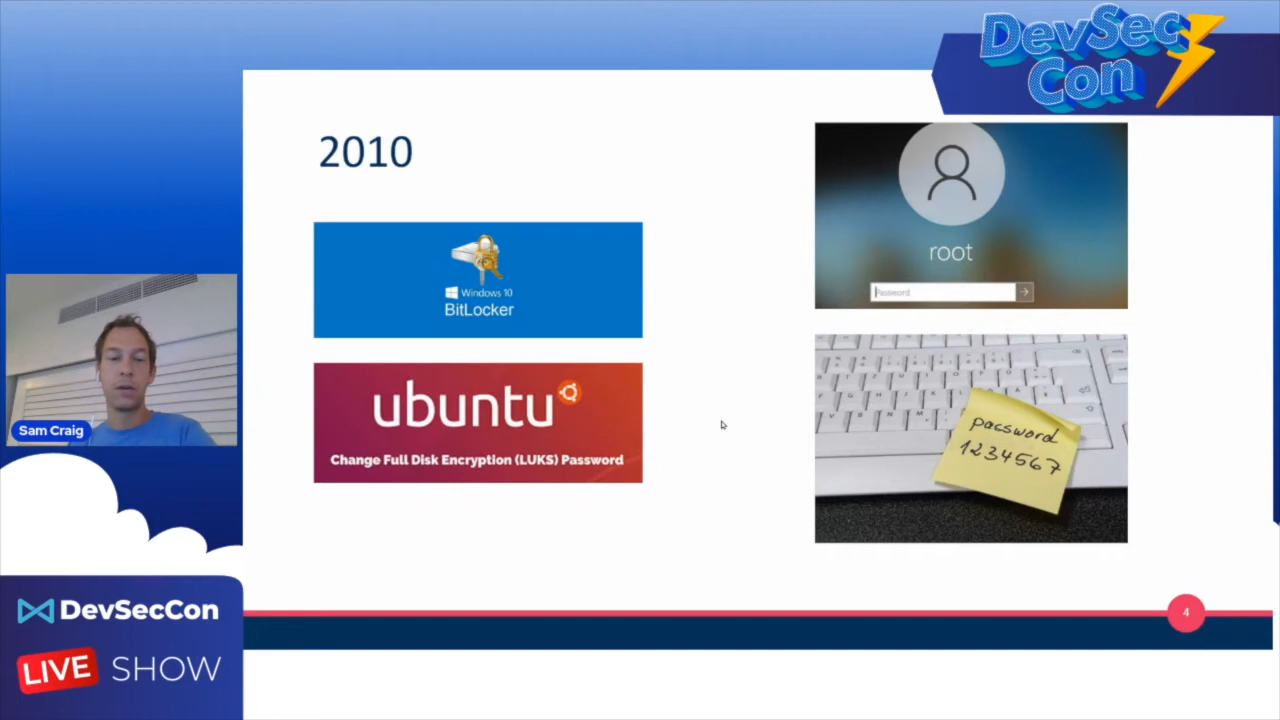 DevSec
Con
2010
Windows 10
BitLocker
ubuntu
Change Full Disk Encryption (LUKS) Password
root
Password
password
1234567
Sam Craig
DevSecCon
LIVE SHOW
4